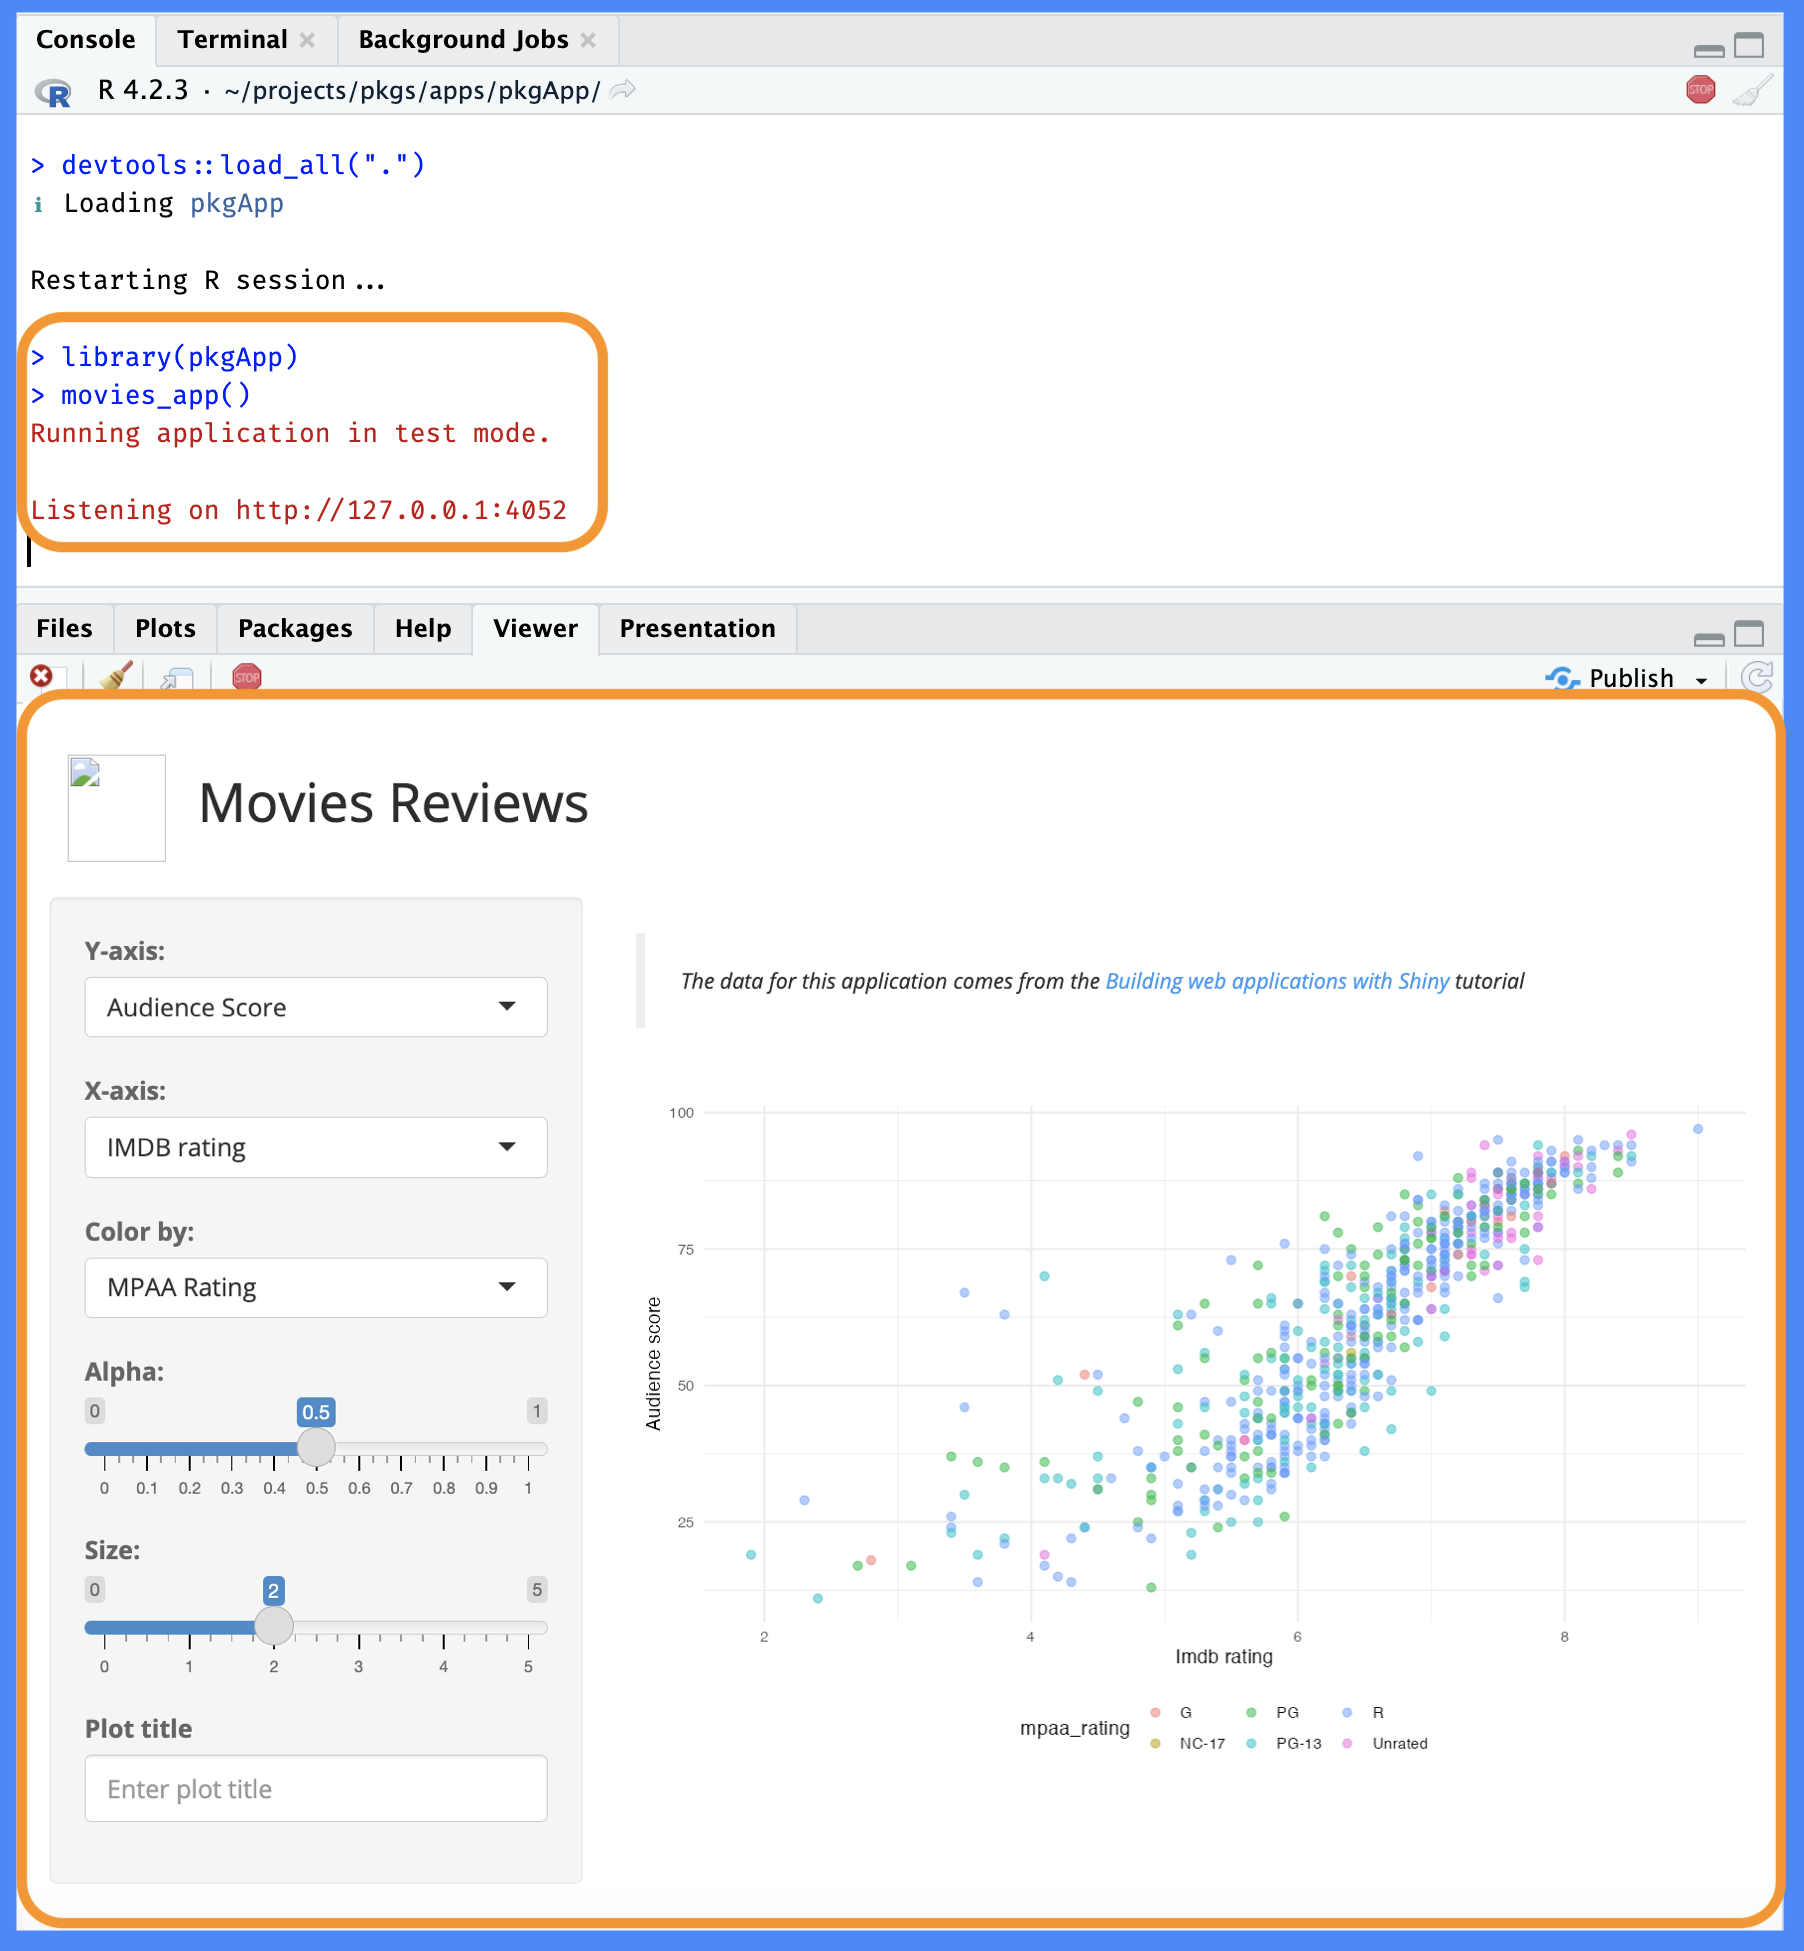 Console Terminal Background Jobs
R 4.2.3 · ~/projects/pkgs/apps/pkgApp/
STOP
> devtools::load_all(".")
ℹ Loading pkgApp
Restarting R session...
> library(pkgApp)
> movies_app()
Running application in test mode.
Listening on http://127.0.0.1:4052
Files Plots Packages Help Viewer Presentation
STOP Publish
Movies Reviews
Y-axis:
Audience Score
X-axis:
IMDB rating
Color by:
MPAA Rating
Alpha:
0 0.5 1
0 0.1 0.2 0.3 0.4 0.5 0.6 0.7 0.8 0.9 1
Size:
0 2 5
0 1 2 3 4 5
Plot title
Enter plot title
The data for this application comes from the Building web applications with Shiny tutorial
100
75
50
25
Audience score
2 4 6 8
Imdb rating
mpaa_rating
G PG R
NC-17 PG-13 Unrated